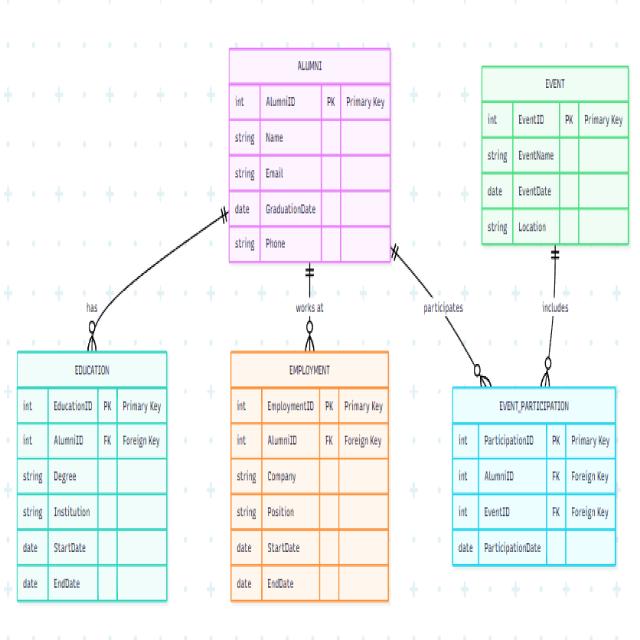 ALUMNI
int AlumniID PK Primary Key
string Name
string Email
date GraduationDate
string Phone
EVENT
int EventID PK Primary Key
string EventName
date EventDate
string Location
has
works at
participates
includes
EDUCATION
int EducationID PK Primary Key
int AlumniID FK Foreign Key
string Degree
string Institution
date StartDate
date EndDate
EMPLOYMENT
int EmploymentID PK Primary Key
int AlumniID FK Foreign Key
string Company
string Position
date StartDate
date EndDate
EVENT_PARTICIPATION
int ParticipationID PK Primary Key
int AlumniID FK Foreign Key
int EventID FK Foreign Key
date ParticipationDate